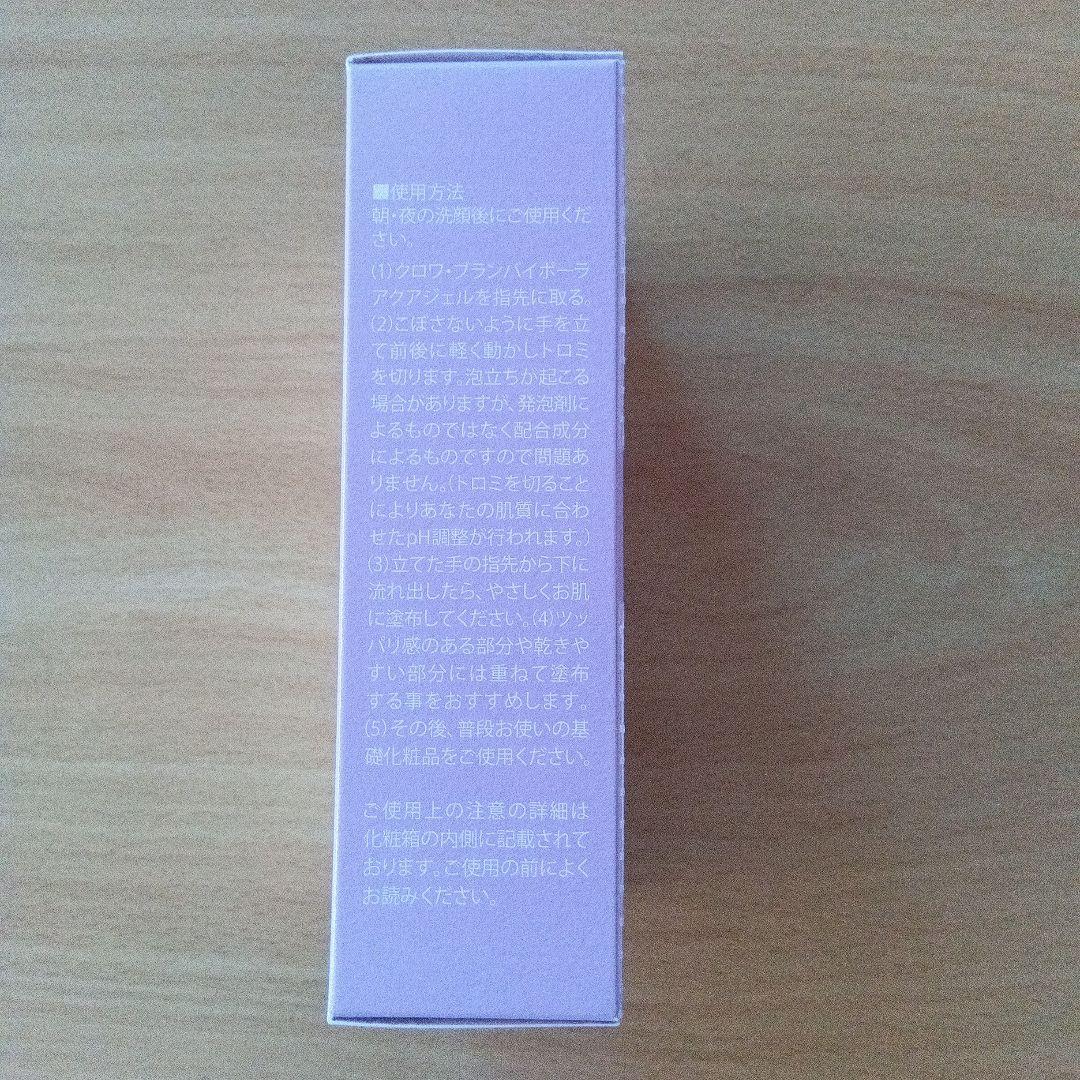 ■使用方法
朝・夜の洗顔後にご使用くだ
さい。
(1)クロワ・ブランバイポーラ
アクアジェルを指先に取る。
(2)こぼさないように手を立
て前後に軽く動かしトロミ
を切ります。泡立ちが起こる
場合がありますが、発泡剤に
よるものではなく配合成分
によるものですので問題あ
りません。(トロミを切ること
によりあなたの肌質に合わ
せたpH調整が行われます。)
(3)立てた手の指先から下に
流れ出したら、やさしくお肌
に塗布してください。(4)ツッ
パリ感のある部分や乾きや
すい部分には重ねて塗布
する事をおすすめします。
(5)その後、普段お使いの基
礎化粧品をご使用ください。
ご使用上の注意の詳細は
化粧箱の内側に記載されて
おります。ご使用の前によく
お読みください。